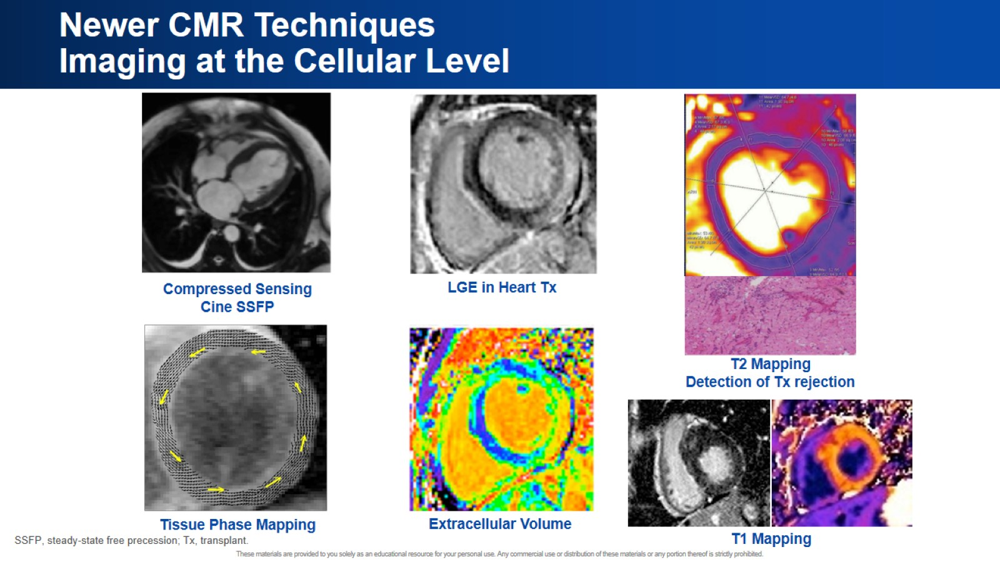 Newer CMR Techniques
Imaging at the Cellular Level
Compressed Sensing
Cine SSFP
LGE in Heart Tx
T2 Mapping
Detection of Tx rejection
Tissue Phase Mapping
Extracellular Volume
T1 Mapping
SSFP, steady-state free precession; Tx, transplant.
These materials are provided to you solely as an educational resource for your personal use. Any commercial use or distribution of these materials or any portion thereof is strictly prohibited.